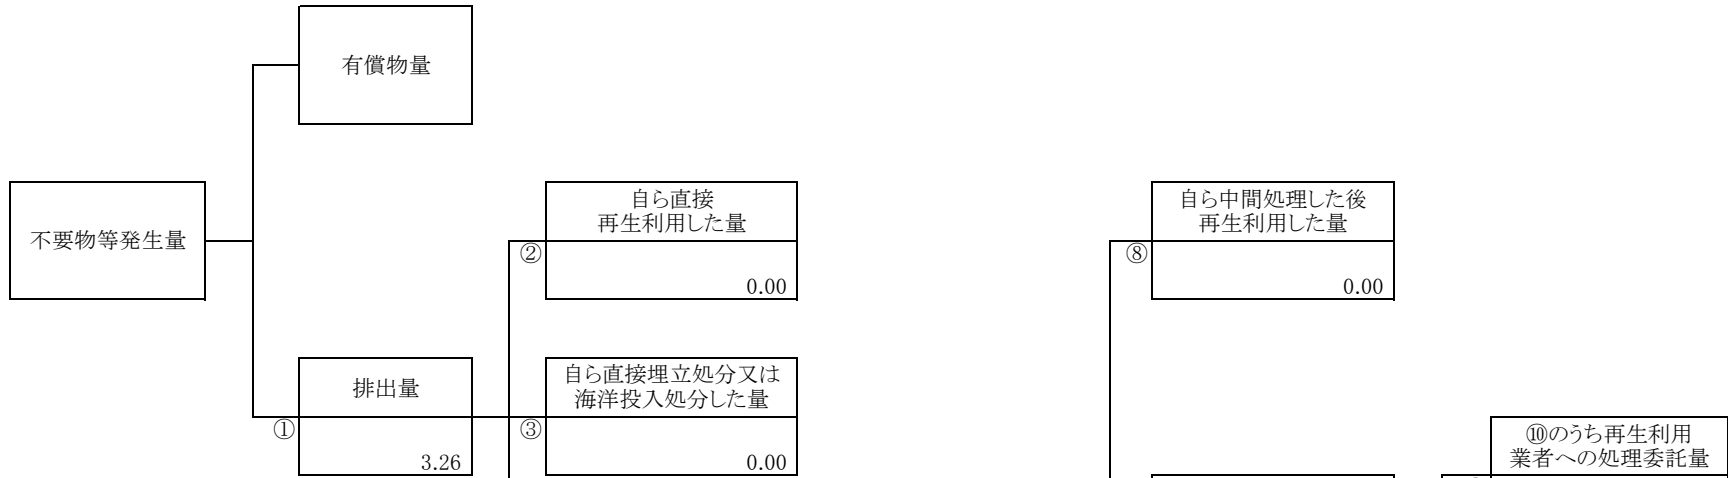 有償物量
不要物等発生量
自ら直接
再生利用した量
②
0.00
自ら中間処理した後
再生利用した量
⑧
0.00
排出量
①
3.26
自ら直接埋立処分又は
海洋投入処分した量
③
0.00
⑩のうち再生利用
業者への処理委託量